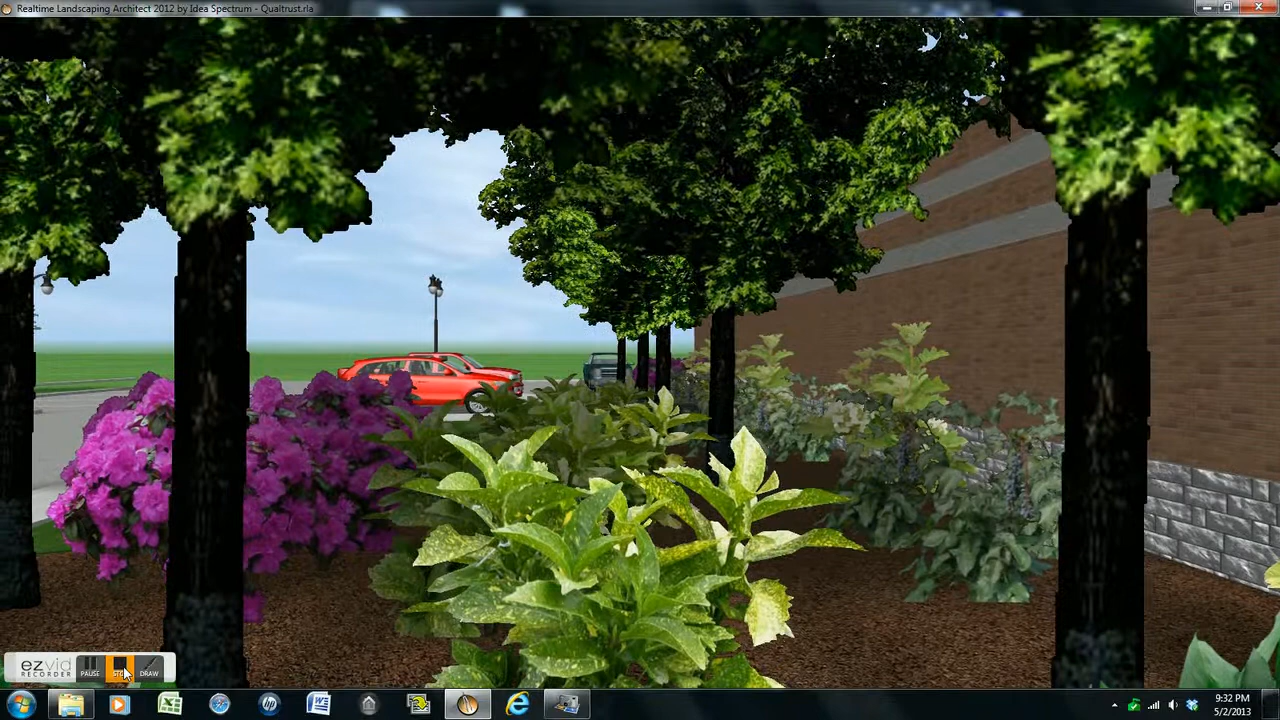 Realtime Landscaping Architect 2012 by Idea Spectrum - Qualtrust.rla
ezvid
RECORDER
PAUSE
STOP
DRAW
9:32 PM
5/2/2013